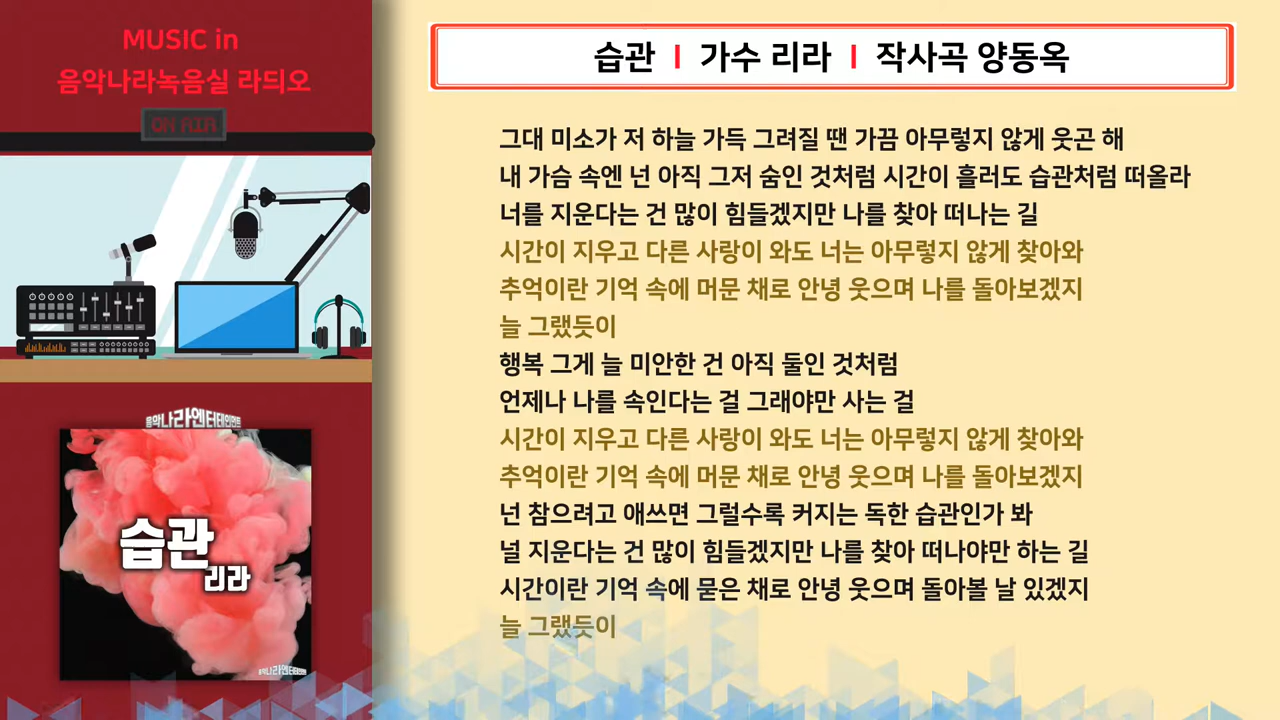 MUSIC in
음악나라녹음실 라듸오
ON AIR
음악나라엔터테인먼트
습관
리라
음악나라엔터테인먼트
습관 I 가수 리라 I 작사곡 양동옥
그대 미소가 저 하늘 가득 그려질 땐 가끔 아무렇지 않게 웃곤 해
내 가슴 속엔 넌 아직 그저 숨인 것처럼 시간이 흘러도 습관처럼 떠올라
너를 지운다는 건 많이 힘들겠지만 나를 찾아 떠나는 길
시간이 지우고 다른 사랑이 와도 너는 아무렇지 않게 찾아와
추억이란 기억 속에 머문 채로 안녕 웃으며 나를 돌아보겠지
늘 그랬듯이
행복 그게 늘 미안한 건 아직 둘인 것처럼
언제나 나를 속인다는 걸 그래야만 사는 걸
시간이 지우고 다른 사랑이 와도 너는 아무렇지 않게 찾아와
추억이란 기억 속에 머문 채로 안녕 웃으며 나를 돌아보겠지
넌 참으려고 애쓰면 그럴수록 커지는 독한 습관인가 봐
널 지운다는 건 많이 힘들겠지만 나를 찾아 떠나야만 하는 길
시간이란 기억 속에 묻은 채로 안녕 웃으며 돌아볼 날 있겠지
늘 그랬듯이